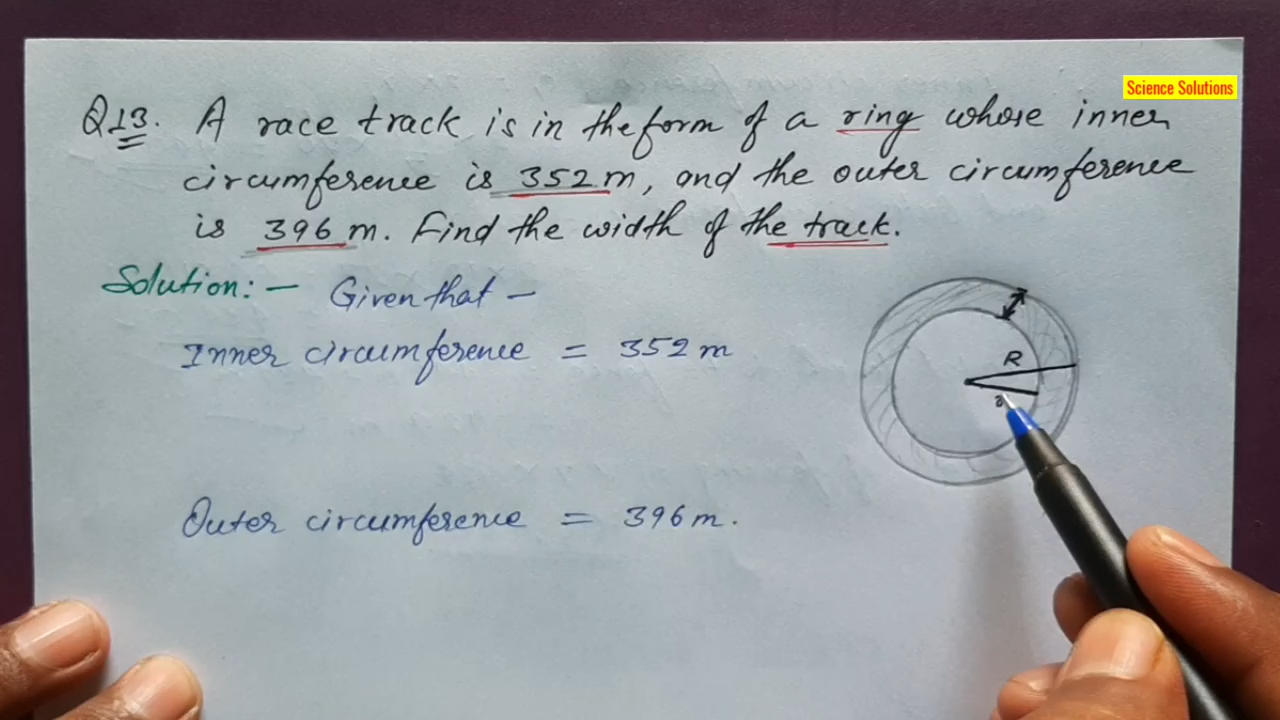 Science Solutions
Q13. A race track is in the form of a ring whose inner
circumference is 352 m, and the outer circumference
is 396 m. Find the width of the track.
Solution:- Given that -
Inner circumference = 352 m
R
Outer circumference = 396 m.